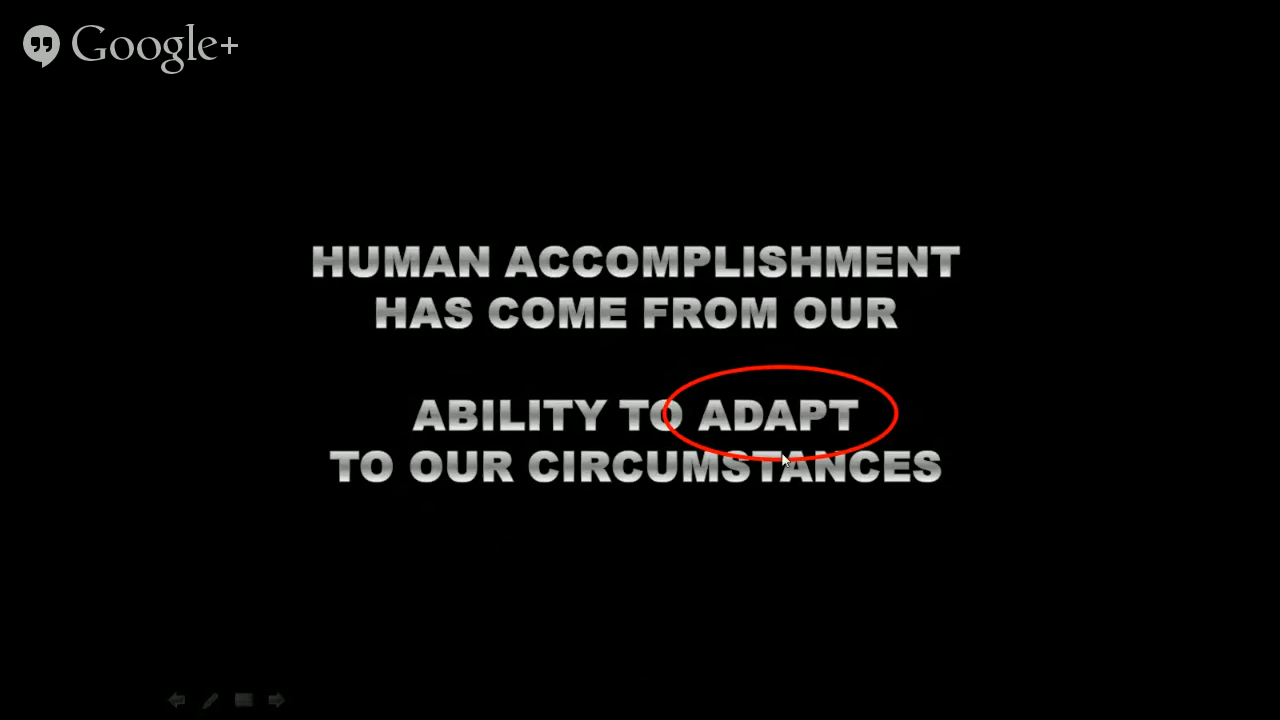 Google+
HUMAN ACCOMPLISHMENT
HAS COME FROM OUR
ABILITY TO ADAPT
TO OUR CIRCUMSTANCES